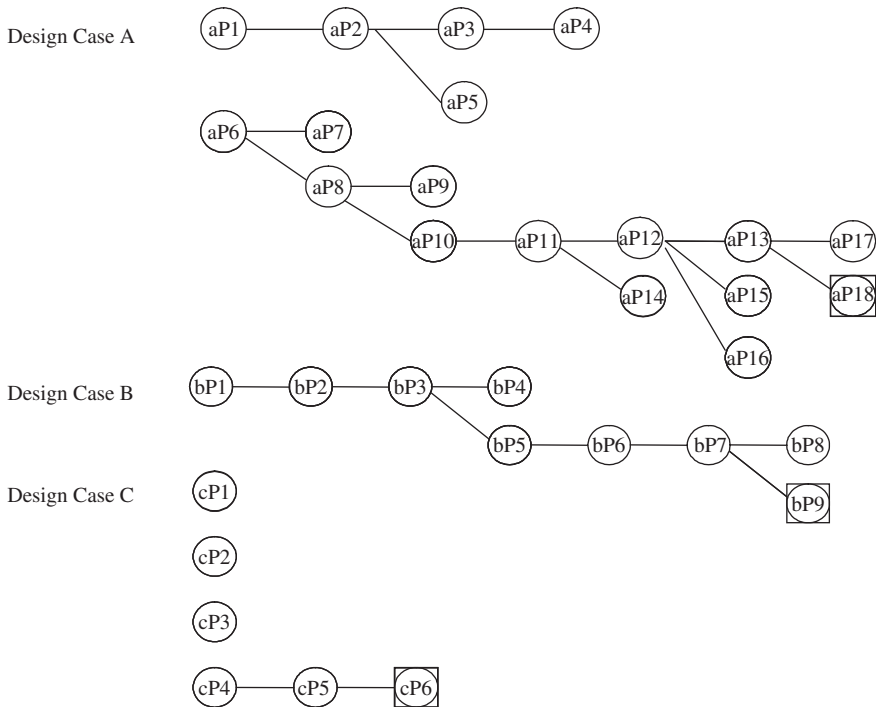 Design Case A
aP1 aP2 aP3 aP4
aP5
aP6 aP7
aP8 aP9
aP10 aP11 aP12 aP13 aP17
aP14 aP15 aP18
aP16
Design Case B
bP1 bP2 bP3 bP4
bP5 bP6 bP7 bP8
Design Case C
cP1
bP9
cP2
cP3
cP4 cP5 cP6